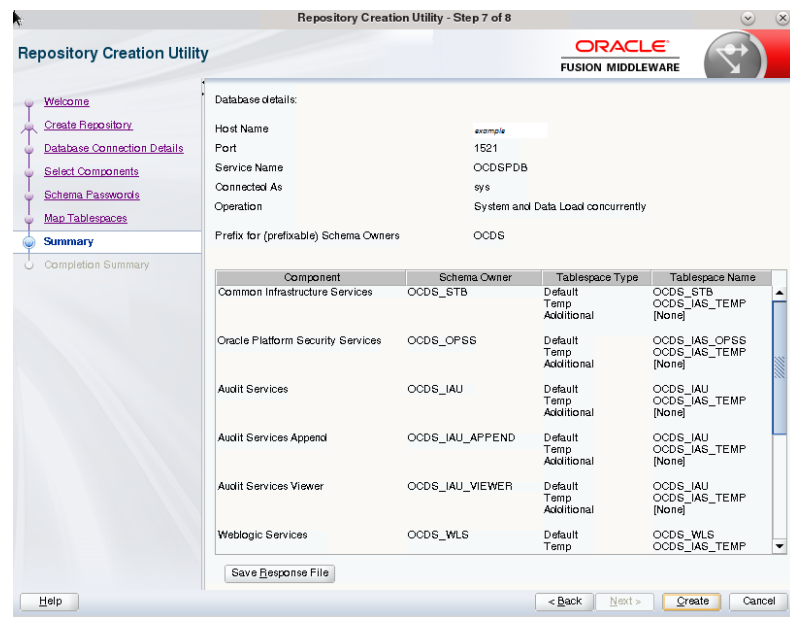 Repository Creation Utility - Step 7 of 8
Repository Creation Utility
ORACLE
FUSION MIDDLEWARE
Welcome
Create Repository
Database Connection Details
Select Components
Schema Passwords
Map Tablespaces
Summary
Completion Summary
Database details:
Host Name example
Port 1521
Service Name OCDSPDB
Connected As sys
Operation System and Data Load concurrently
Prefix for (prefixable) Schema Owners OCDS
Component Schema Owner Tablespace Type Tablespace Name
Common Infrastructure Services OCDS_STB Default OCDS_STB
Temp OCDS_IAS_TEMP
Additional [None]
Oracle Platform Security Services OCDS_OPSS Default OCDS_IAS_OPSS
Temp OCDS_IAS_TEMP
Additional [None]
Audit Services OCDS_IAU Default OCDS_IAU
Temp OCDS_IAS_TEMP
Additional [None]
Audit Services Append OCDS_IAU_APPEND Default OCDS_IAU
Temp OCDS_IAS_TEMP
Additional [None]
Audit Services Viewer OCDS_IAU_VIEWER Default OCDS_IAU
Temp OCDS_IAS_TEMP
Additional [None]
Weblogic Services OCDS_WLS Default OCDS_WLS
Temp OCDS_IAS_TEMP
Save Response File
Help < Back Next > Create Cancel